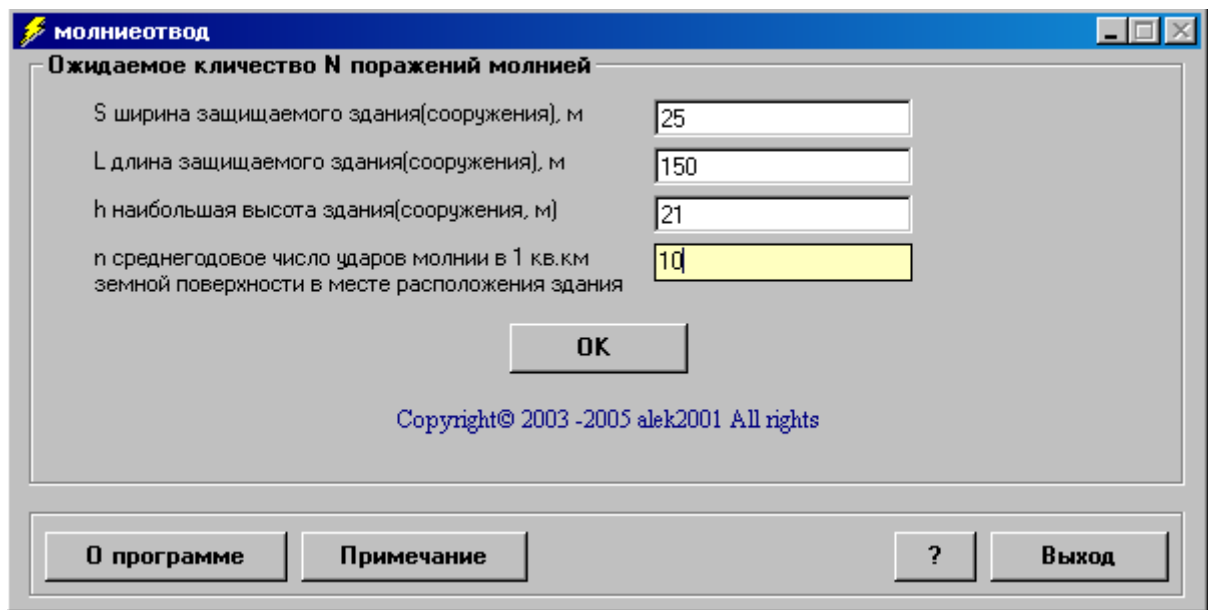 молниеотвод
Ожидаемое кличество N поражений молнией
S ширина защищаемого здания(сооружения), м
25
L длина защищаемого здания(сооружения), м
150
h наибольшая высота здания(сооружения, м)
21
n среднегодовое число ударов молнии в 1 кв.км
земной поверхности в месте расположения здания
10
OK
Copyright© 2003 -2005 alek2001 All rights
О программе
Примечание
?
Выход